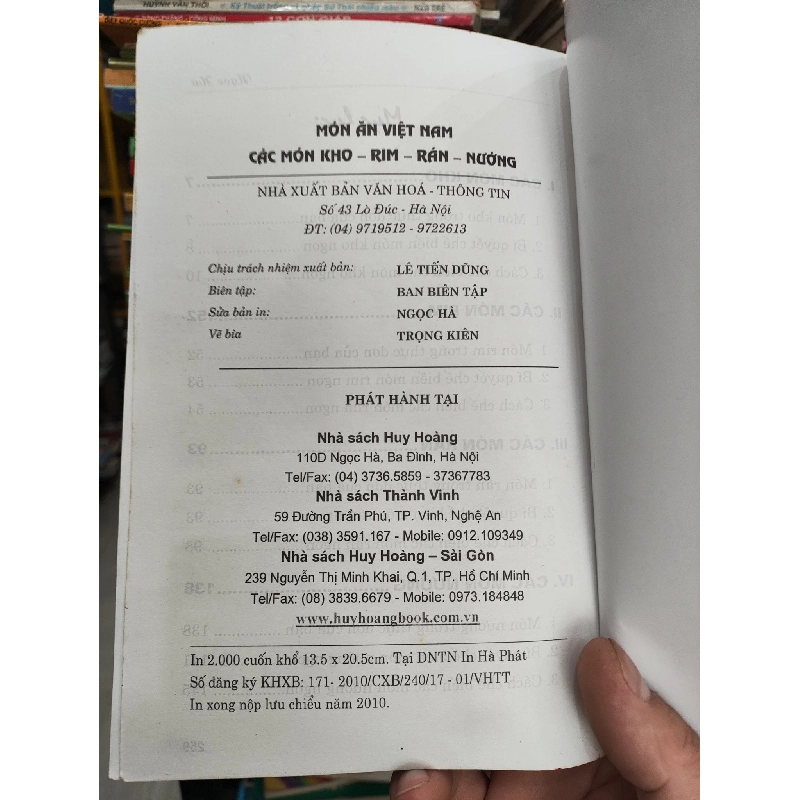 HUỲNH VĂN THỚI
MÓN ĂN VIỆT NAM
CÁC MÓN KHO – RIM – RÁN – NƯỚNG
NHÀ XUẤT BẢN VĂN HOÁ - THÔNG TIN
Số 43 Lò Đúc - Hà Nội
ĐT: (04) 9719512 - 9722613
Chịu trách nhiệm xuất bản: LÊ TIẾN DŨNG
Biên tập: BAN BIÊN TẬP
Sửa bản in: NGỌC HÀ
Vẽ bìa TRỌNG KIÊN
PHÁT HÀNH TẠI
Nhà sách Huy Hoàng
110D Ngọc Hà, Ba Đình, Hà Nội
Tel/Fax: (04) 3736.5859 - 37367783
Nhà sách Thành Vinh
59 Đường Trần Phú, TP. Vinh, Nghệ An
Tel/Fax: (038) 3591.167 - Mobile: 0912.109349
Nhà sách Huy Hoàng – Sài Gòn
239 Nguyễn Thị Minh Khai, Q.1, TP. Hồ Chí Minh
Tel/Fax: (08) 3839.6679 - Mobile: 0973.184848
www.huyhoangbook.com.vn
In 2.000 cuốn khổ 13.5 x 20.5cm. Tại DNTN In Hà Phát
Số đăng ký KHXB: 171- 2010/CXB/240/17 - 01/VHTT
In xong nộp lưu chiểu năm 2010.